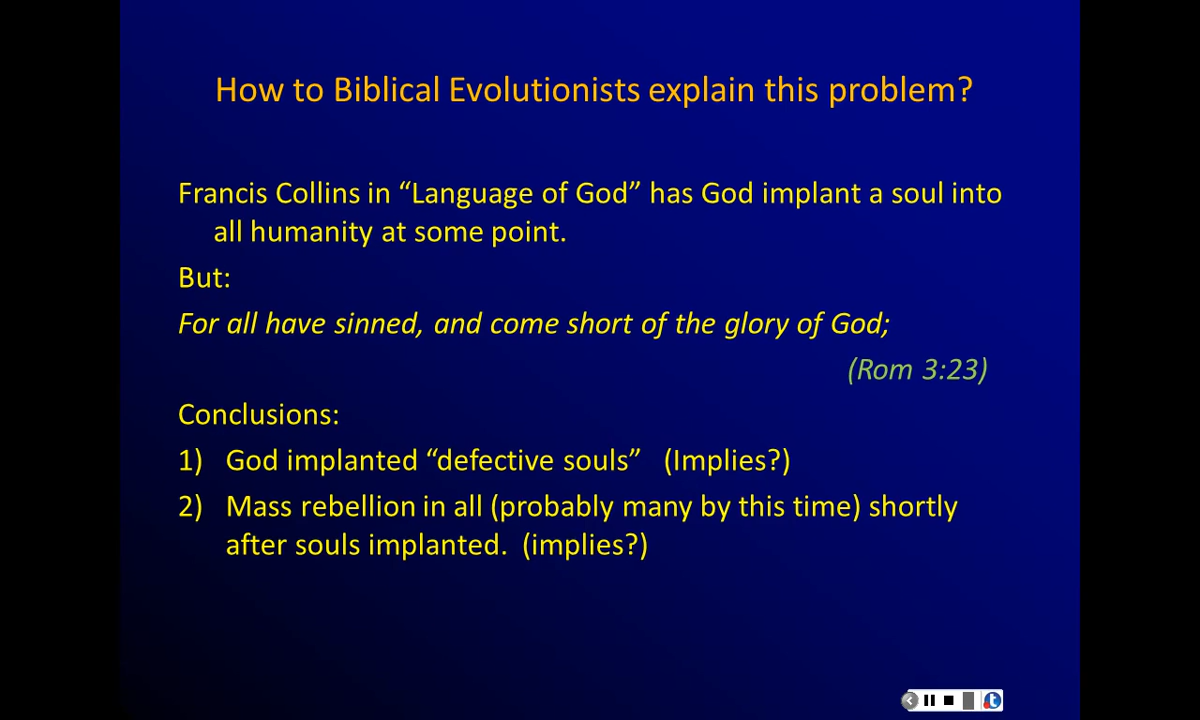 How to Biblical Evolutionists explain this problem?
Francis Collins in “Language of God” has God implant a soul into
all humanity at some point.
But:
For all have sinned, and come short of the glory of God;
(Rom 3:23)
Conclusions:
1) God implanted “defective souls” (Implies?)
2) Mass rebellion in all (probably many by this time) shortly
after souls implanted. (implies?)
t